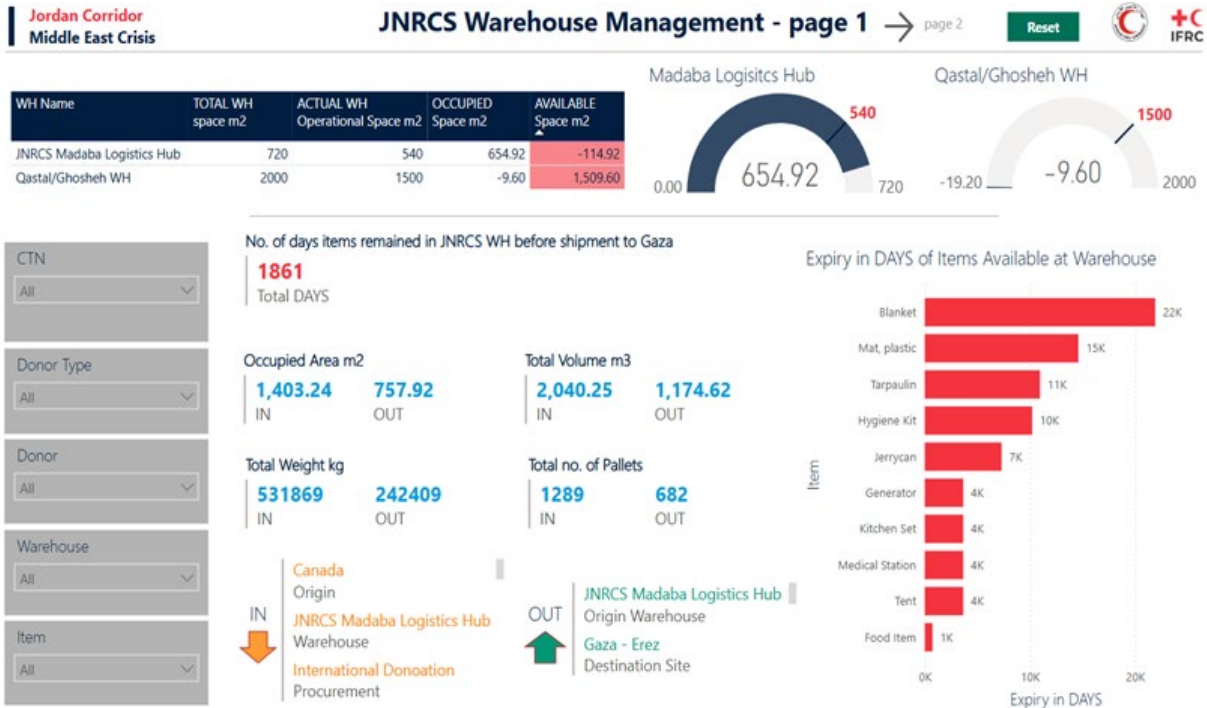 Jordan Corridor
Middle East Crisis
JNRCS Warehouse Management - page 1
page 2
Reset
IFRC
WH Name TOTAL WH space m2 ACTUAL WH Operational Space m2 OCCUPIED Space m2 AVAILABLE Space m2
JNRCS Madaba Logistics Hub 720 540 654.92 -114.92
Qastal/Ghosheh WH 2000 1500 -9.60 1,509.60
Madaba Logisitcs Hub
540
654.92
0.00
720
Qastal/Ghosheh WH
1500
-9.60
-19.20
2000
CTN
All
Donor Type
All
Donor
All
Warehouse
All
Item
All
No. of days items remained in JNRCS WH before shipment to Gaza
1861
Total DAYS
Occupied Area m2
1,403.24 757.92
IN OUT
Total Volume m3
2,040.25 1,174.62
IN OUT
Total Weight kg
531869 242409
IN OUT
Total no. of Pallets
1289 682
IN OUT
IN
Canada
Origin
JNRCS Madaba Logistics Hub
Warehouse
International Donoation
Procurement
OUT
JNRCS Madaba Logistics Hub
Origin Warehouse
Gaza - Erez
Destination Site
Expiry in DAYS of Items Available at Warehouse
Item
Blanket 22K
Mat, plastic 15K
Tarpaulin 11K
Hygiene Kit 10K
Jerrycan 7K
Generator 4K
Kitchen Set 4K
Medical Station 4K
Tent 4K
Food Item 1K
0K 10K 20K
Expiry in DAYS